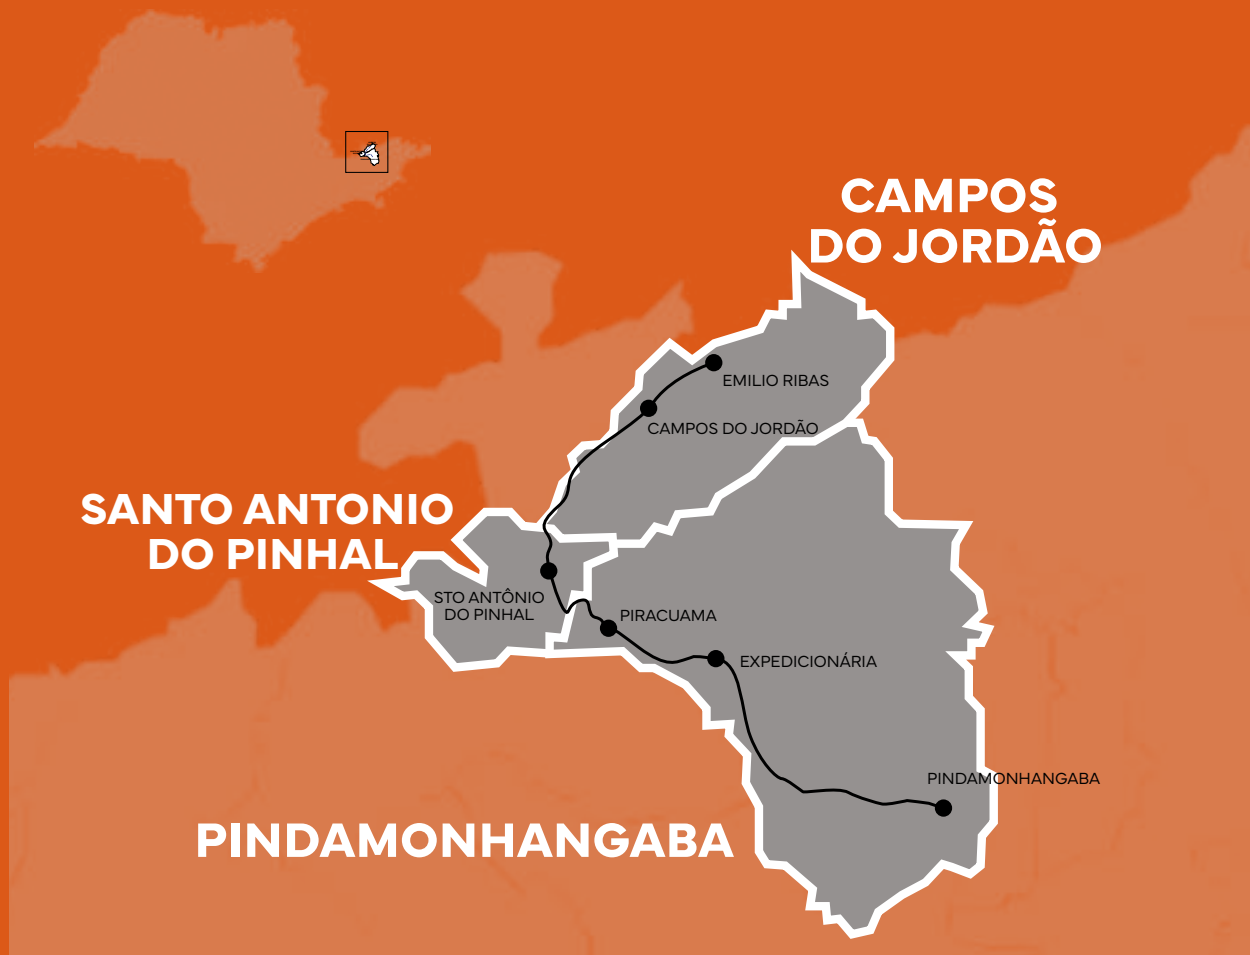 CAMPOS
DO JORDÃO
EMILIO RIBAS
CAMPOS DO JORDÃO
SANTO ANTONIO
DO PINHAL
STO ANTÔNIO
DO PINHAL
PIRACUAMA
EXPEDICIONÁRIA
PINDAMONHANGABA
PINDAMONHANGABA